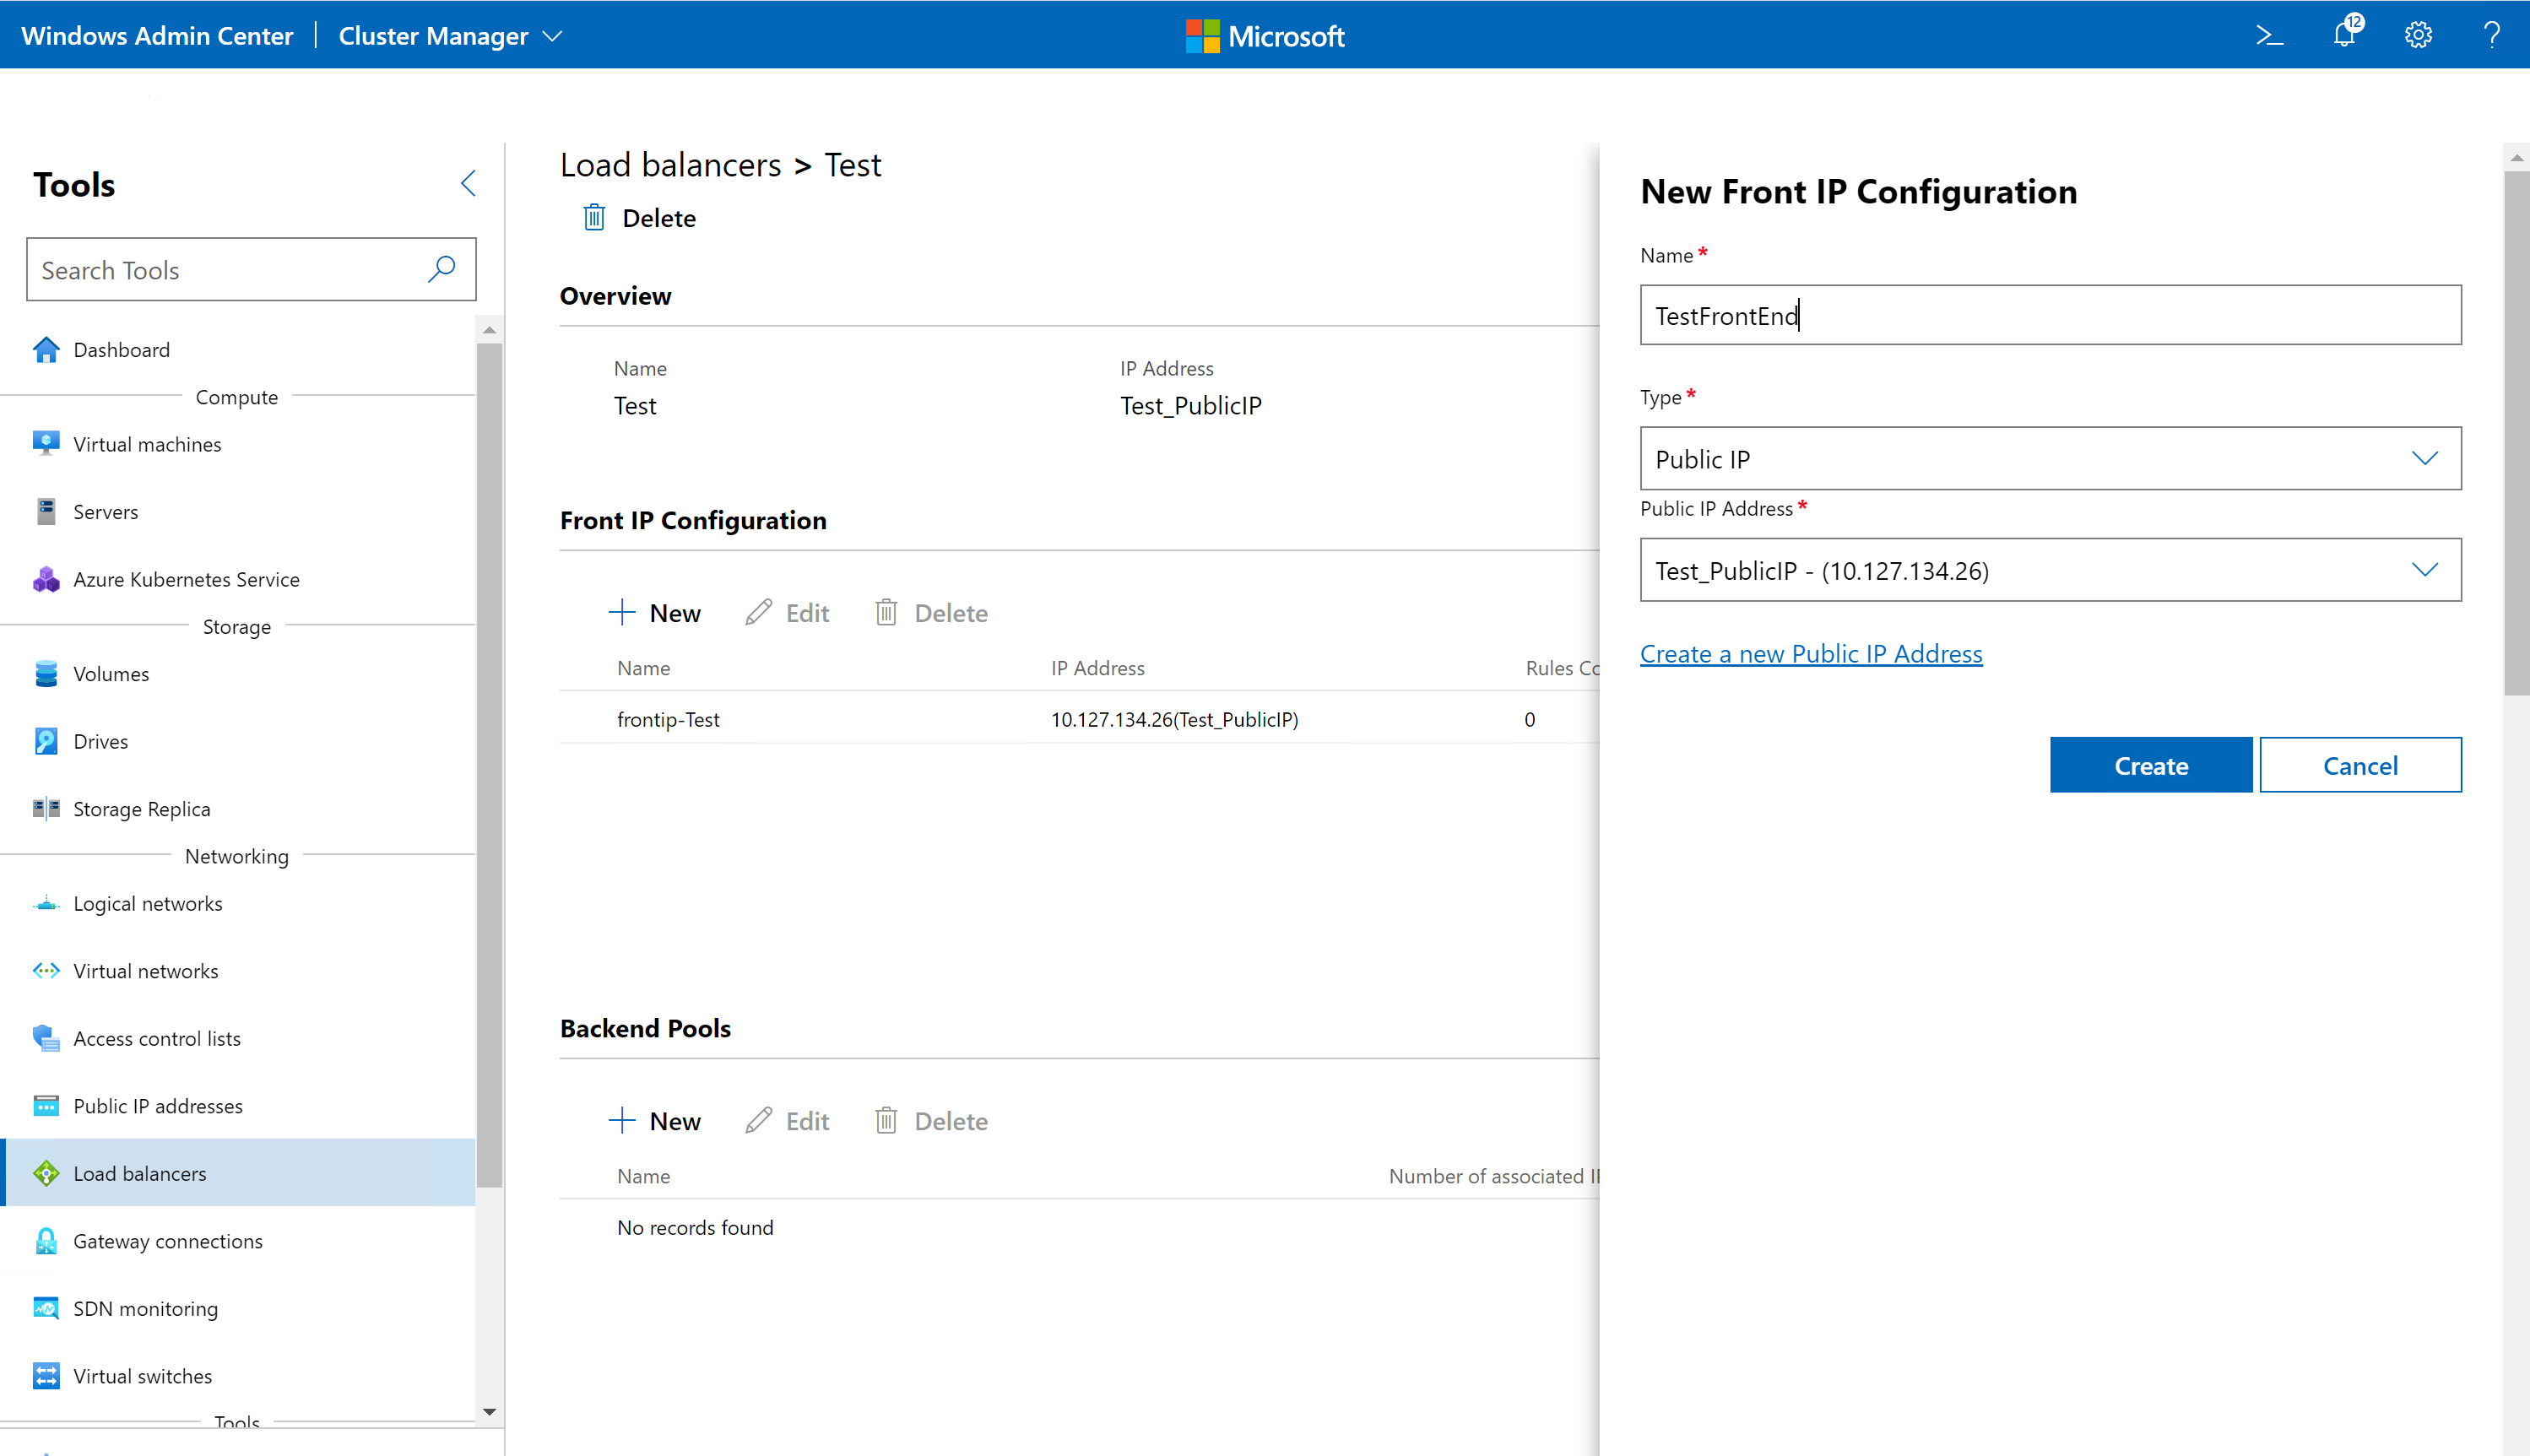 Windows Admin Center | Cluster Manager
Microsoft
12
Tools
Search Tools
Dashboard
Compute
Virtual machines
Servers
Azure Kubernetes Service
Storage
Volumes
Drives
Storage Replica
Networking
Logical networks
Virtual networks
Access control lists
Public IP addresses
Load balancers
Gateway connections
SDN monitoring
Virtual switches
Tools
Load balancers > Test
Delete
Overview
Name IP Address
Test Test_PublicIP
Front IP Configuration
New Edit Delete
Name IP Address Rules Co
frontip-Test 10.127.134.26(Test_PublicIP) 0
Backend Pools
New Edit Delete
Name Number of associated IP
No records found
New Front IP Configuration
Name *
TestFrontEnd
Type *
Public IP
Public IP Address *
Test_PublicIP - (10.127.134.26)
Create a new Public IP Address
Create Cancel